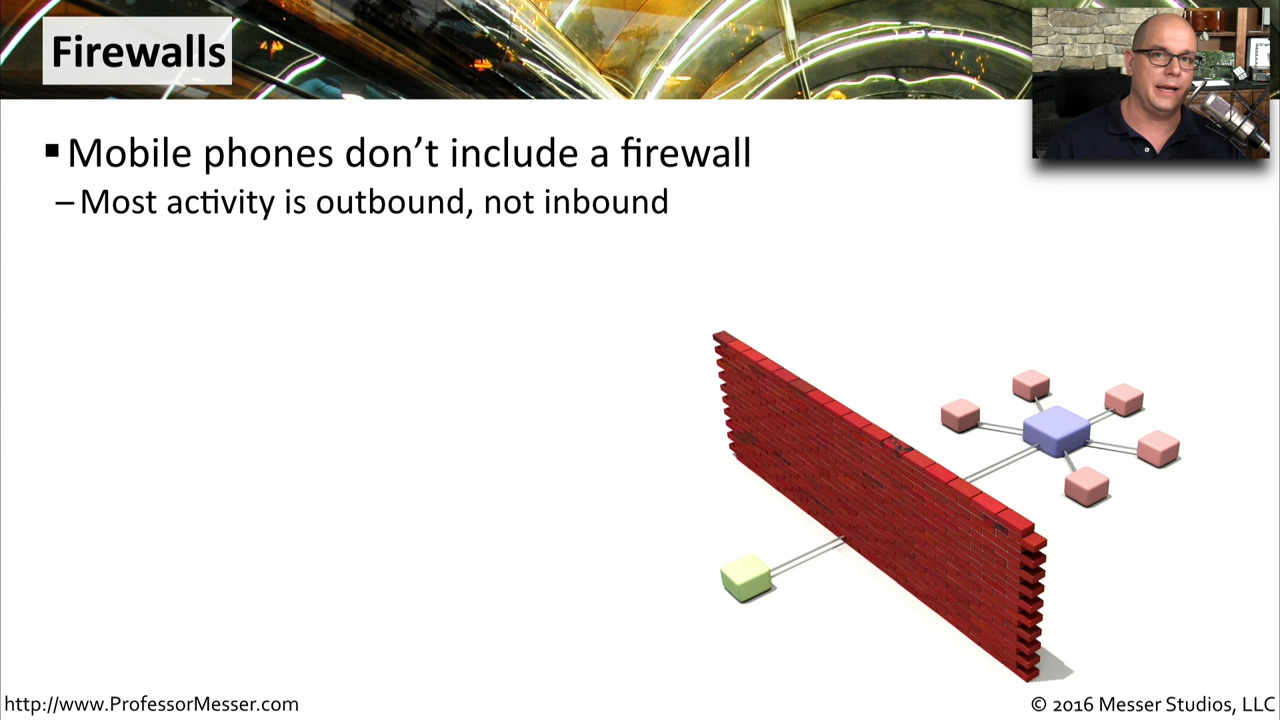 Firewalls
▪ Mobile phones don’t include a firewall
– Most activity is outbound, not inbound
http://www.ProfessorMesser.com
© 2016 Messer Studios, LLC